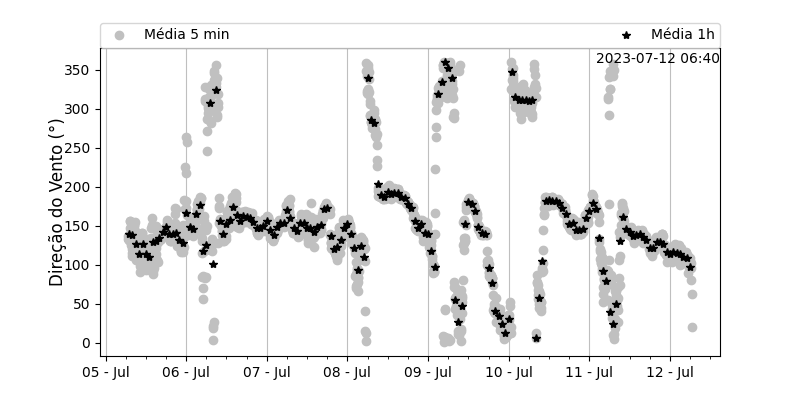 Média 5 min
Média 1h
2023-07-12 06:40
Direção do Vento (°)
350
300
250
200
150
100
50
0
05 - Jul
06 - Jul
07 - Jul
08 - Jul
09 - Jul
10 - Jul
11 - Jul
12 - Jul